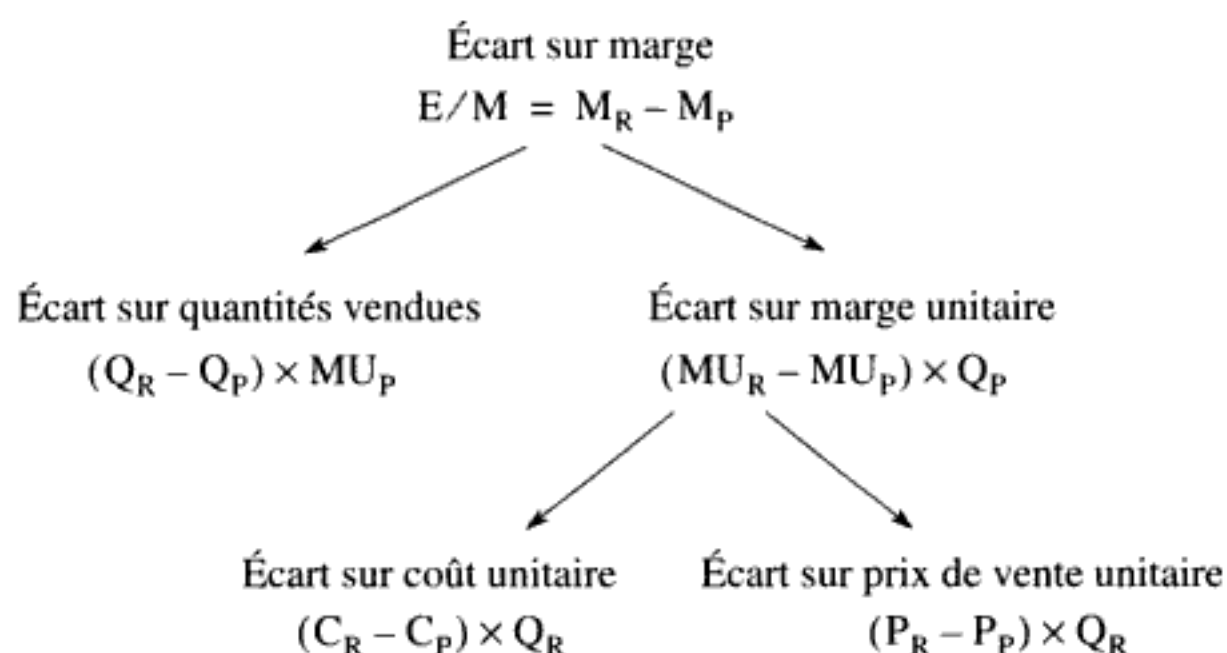 Écart sur marge
E/M = M_R – M_P
Écart sur quantités vendues
Écart sur marge unitaire
(Q_R – Q_P) × MU_P
(MU_R – MU_P) × Q_P
Écart sur coût unitaire
Écart sur prix de vente unitaire
(C_R – C_P) × Q_R
(P_R – P_P) × Q_R